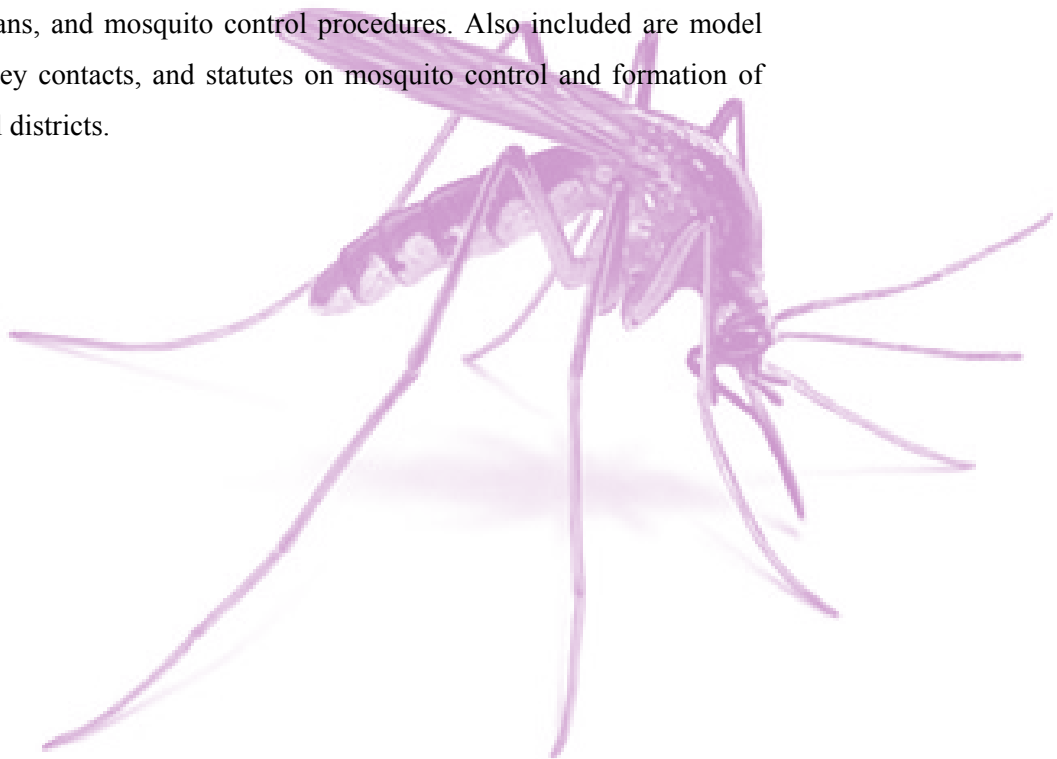 ans, and mosquito control procedures. Also included are model
ey contacts, and statutes on mosquito control and formation of
l districts.